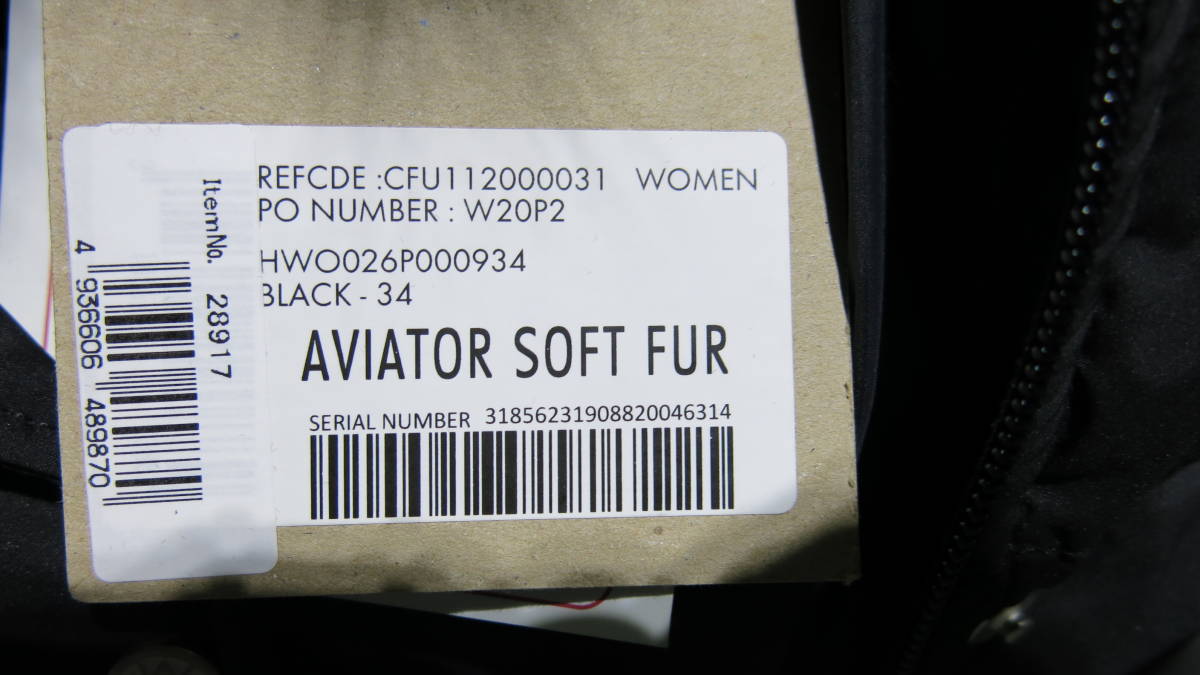 REFCDE :CFU112000031 WOMEN
PO NUMBER : W20P2
HWO026P000934
BLACK - 34
AVIATOR SOFT FUR
SERIAL NUMBER 31856231908820046314
ItemNo. 28917
4 936606 489870